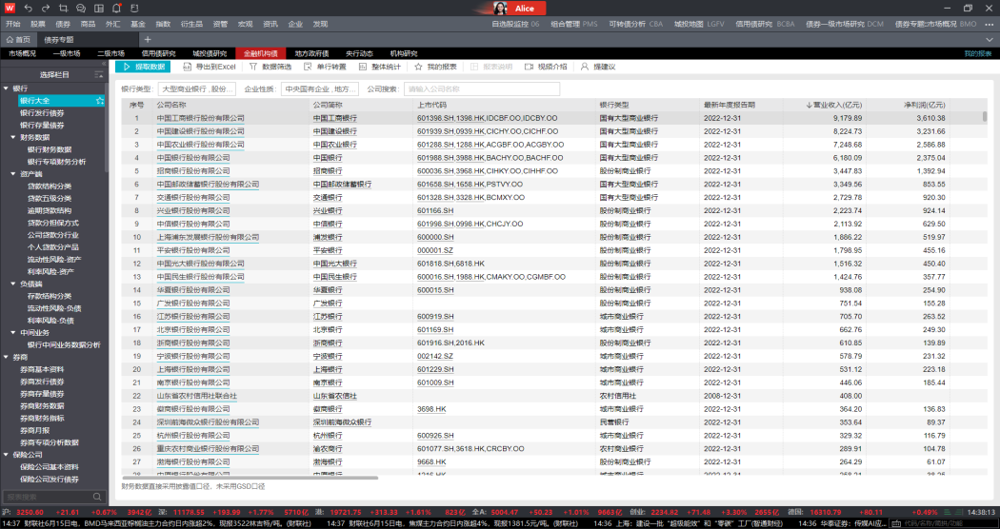 Alice
开始 股票 债券 商品 外汇 基金 指数 衍生品 资管 宏观 资讯 企业 发现 自选股监控 06 组合管理 PMS 可转债分析 CBA 城投地图 LGFV 信用债研究 BCBA 债券一级市场研究 DCM 债券专题:市场概况 BMO
首页 债券专题 +
市场概况 一级市场 二级市场 信用债研究 城投债研究 金融机构债 地方政府债 央行动态 机构研究 我的报表
选择栏目 提取数据 导出到Excel 数据筛选 单行转置 整体统计 我的报表 报表说明 视频介绍 提建议
银行类型: 大型商业银行 , 股份... 企业性质: 中央国有企业 , 地方... 公司搜索: 请输入公司名称
银行
银行大全
银行发行债券
银行存量债券
财务数据
银行财务数据
银行专项财务分析
资产端
贷款结构分类
贷款五级分类
逾期贷款结构
贷款分担保方式
公司贷款分行业
个人贷款分产品
流动性风险-资产
利率风险-资产
负债端
存款结构分类
流动性风险-负债
利率风险-负债
中间业务
银行中间业务数据分析
券商
券商基本资料
券商发行债券
券商存量债券
券商财务数据
券商财务指标
券商月报
券商专项分析数据
保险公司
保险公司基本资料
保险公司发行债券
序号 公司名称 公司简称 上市代码 银行类型 最新年度报告期 ↓营业收入(亿元) 净利润(亿元)
1 中国工商银行股份有限公司 中国工商银行 601398.SH,1398.HK,IDCBF.OO,IDCBY.OO 国有大型商业银行 2022-12-31 9,179.89 3,610.38
2 中国建设银行股份有限公司 中国建设银行 601939.SH,0939.HK,CICHY.OO,CICHF.OO 国有大型商业银行 2022-12-31 8,224.73 3,231.66
3 中国农业银行股份有限公司 中国农业银行 601288.SH,1288.HK,ACGBF.OO,ACGBY.OO 国有大型商业银行 2022-12-31 7,248.68 2,586.88
4 中国银行股份有限公司 中国银行 601988.SH,3988.HK,BACHY.OO,BACHF.OO 国有大型商业银行 2022-12-31 6,180.09 2,375.04
5 招商银行股份有限公司 招商银行 600036.SH,3968.HK,CIHKY.OO,CIHHF.OO 股份制商业银行 2022-12-31 3,447.83 1,392.94
6 中国邮政储蓄银行股份有限公司 中国邮政储蓄银行 601658.SH,1658.HK,PSTVY.OO 国有大型商业银行 2022-12-31 3,349.56 853.55
7 交通银行股份有限公司 交通银行 601328.SH,3328.HK,BCMXY.OO 国有大型商业银行 2022-12-31 2,729.78 920.30
8 兴业银行股份有限公司 兴业银行 601166.SH 股份制商业银行 2022-12-31 2,223.74 924.14
9 中信银行股份有限公司 中信银行 601998.SH,0998.HK,CHCJY.OO 股份制商业银行 2022-12-31 2,113.92 629.50
10 上海浦东发展银行股份有限公司 浦发银行 600000.SH 股份制商业银行 2022-12-31 1,886.22 519.97
11 平安银行股份有限公司 平安银行 000001.SZ 股份制商业银行 2022-12-31 1,798.95 455.16
12 中国光大银行股份有限公司 中国光大银行 601818.SH,6818.HK 股份制商业银行 2022-12-31 1,516.32 450.40
13 中国民生银行股份有限公司 中国民生银行 600016.SH,1988.HK,CMAKY.OO,CGMBF.OO 股份制商业银行 2022-12-31 1,424.76 357.77
14 华夏银行股份有限公司 华夏银行 600015.SH 股份制商业银行 2022-12-31 938.08 254.90
15 广发银行股份有限公司 广发银行 股份制商业银行 2022-12-31 751.54 155.28
16 江苏银行股份有限公司 江苏银行 600919.SH 城市商业银行 2022-12-31 705.70 263.52
17 北京银行股份有限公司 北京银行 601169.SH 城市商业银行 2022-12-31 662.76 249.30
18 浙商银行股份有限公司 浙商银行 601916.SH,2016.HK 股份制商业银行 2022-12-31 610.85 139.89
19 宁波银行股份有限公司 宁波银行 002142.SZ 城市商业银行 2022-12-31 578.79 231.32
20 上海银行股份有限公司 上海银行 601229.SH 城市商业银行 2022-12-31 531.12 223.18
21 南京银行股份有限公司 南京银行 601009.SH 城市商业银行 2022-12-31 446.06 185.44
22 山东省农村信用社联合社 山东省农信社 农村信用社 2008-12-31 408.00
23 徽商银行股份有限公司 徽商银行 3698.HK 城市商业银行 2022-12-31 364.20 136.83
24 深圳前海微众银行股份有限公司 深圳前海微众银行 民营银行 2022-12-31 353.64 89.37
25 杭州银行股份有限公司 杭州银行 600926.SH 城市商业银行 2022-12-31 329.32 116.79
26 重庆农村商业银行股份有限公司 渝农商行 601077.SH,3618.HK,CRCBY.OO 农村商业银行 2022-12-31 289.91 104.78
27 渤海银行股份有限公司 渤海银行 9668.HK 股份制商业银行 2022-12-31 264.29 61.07
财务数据直接采用披露值口径，未采用GSD口径
沪: 3250.60 +21.61 +0.67% 3942亿 深: 11178.55 +193.99 +1.77% 5710亿 港: 19721.75 +313.33 +1.61% 823亿 全A: 5004.47 +50.23 +1.01% 9663亿 创业: 2234.82 +71.48 +3.30% 2655亿 德国: 16310.79 +80.11 +0.49% 14:38:13
14:37 财联社6月15日电，BMD马来西亚棕榈油主力合约日内涨超2%，现报3522林吉特/吨。(财联社) 14:37 财联社6月15日电，焦煤主力合约日内涨超4%，现报1381.5元/吨。(财联社) 14:36 上海：建设一批“超级能效”和“零碳”工厂(智通财经) 14:36 华泰证券：传媒AI应...